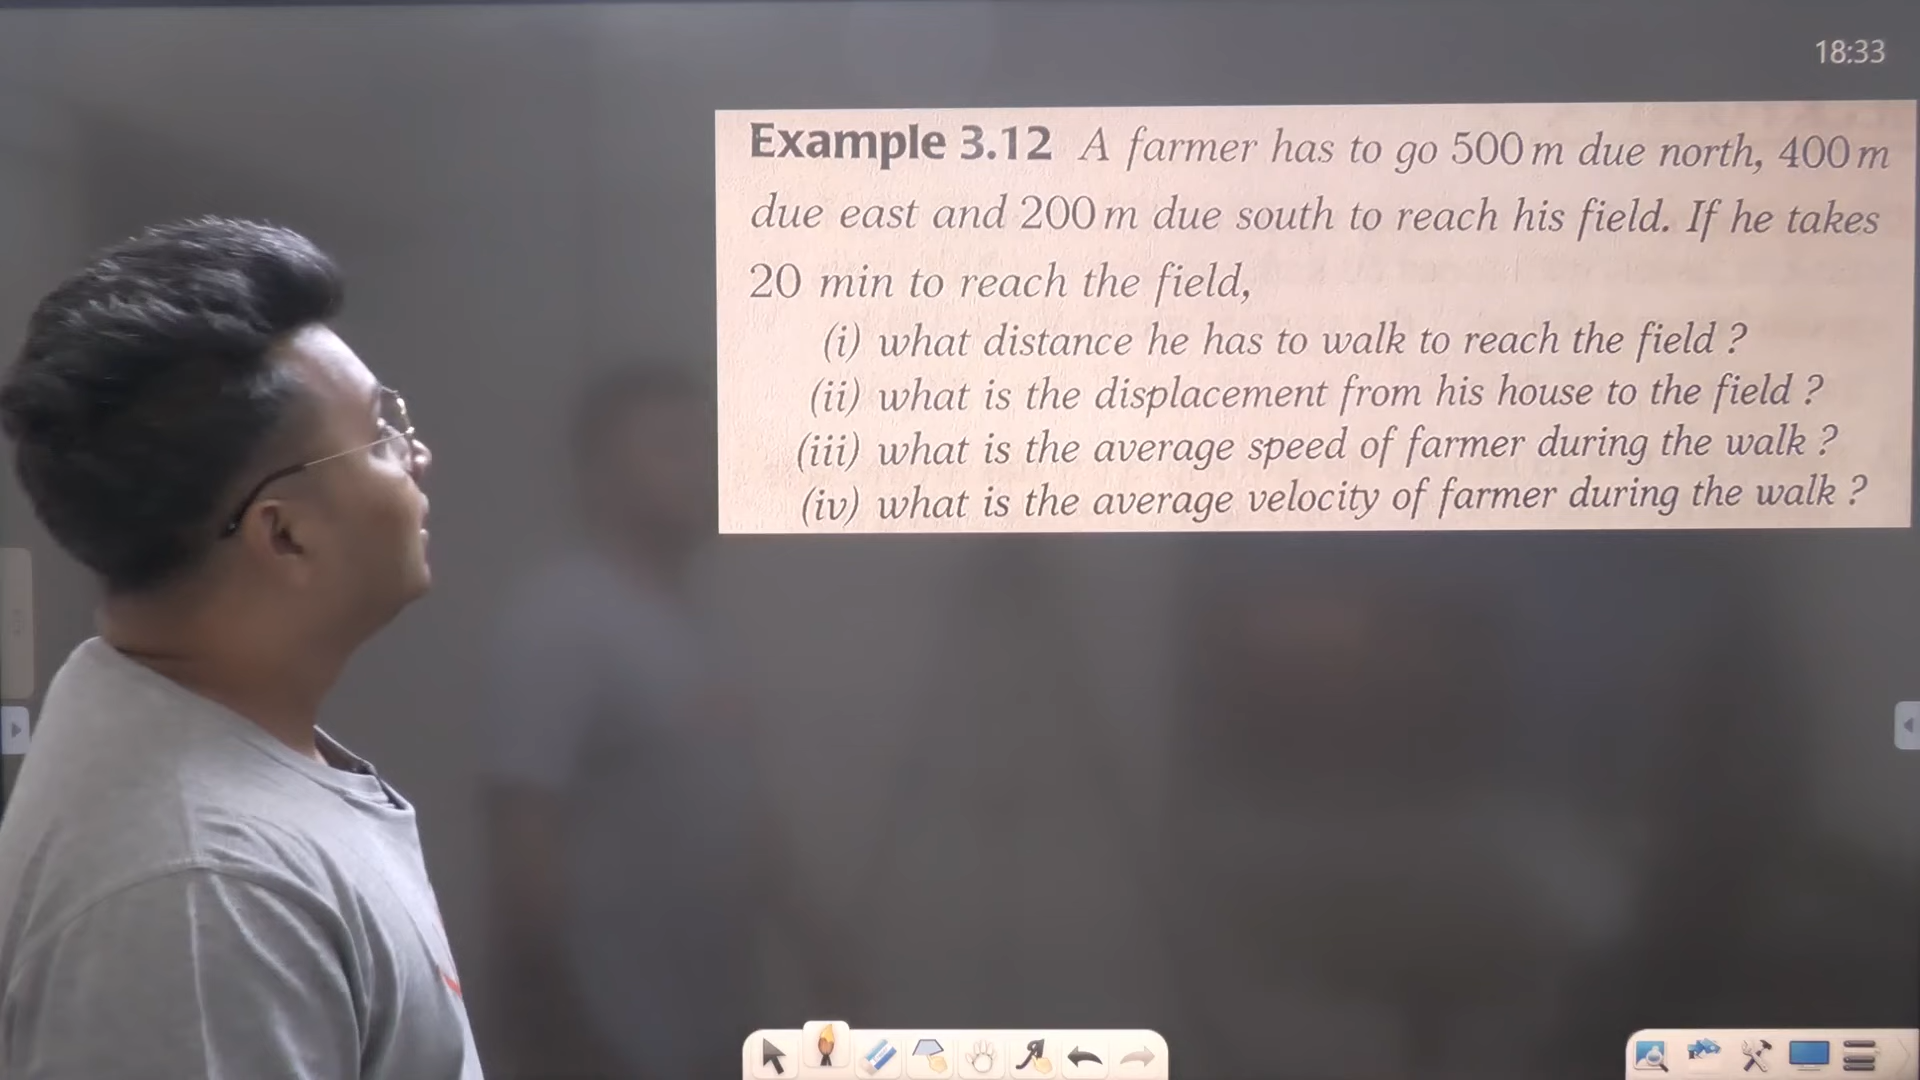 18:33
Example 3.12 A farmer has to go 500 m due north, 400 m
due east and 200 m due south to reach his field. If he takes
20 min to reach the field,
(i) what distance he has to walk to reach the field ?
(ii) what is the displacement from his house to the field ?
(iii) what is the average speed of farmer during the walk ?
(iv) what is the average velocity of farmer during the walk ?